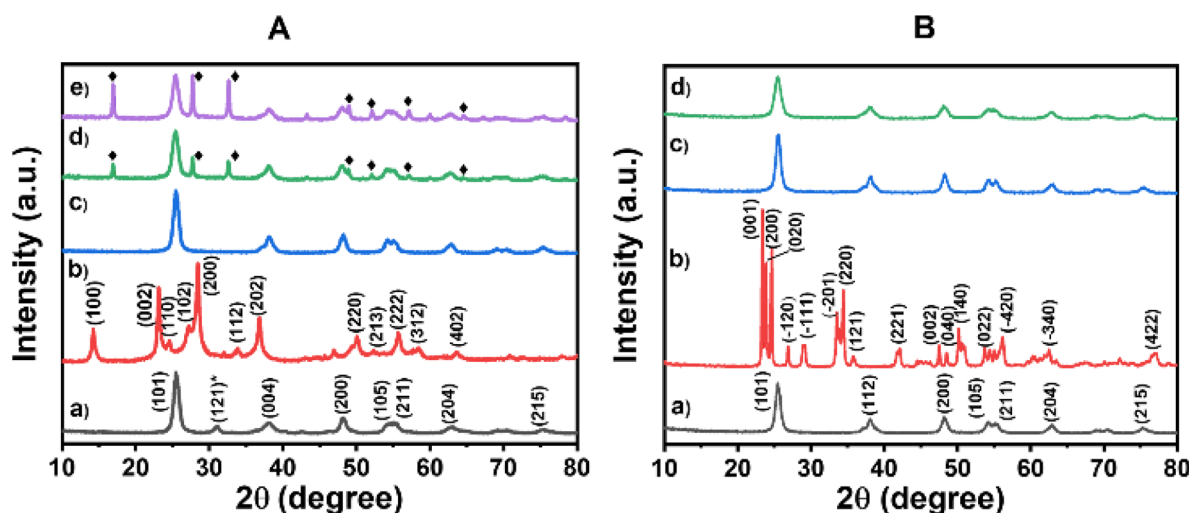 A
e)
d)
c)
b)
(100)
(002)
(110)
(102)
(200)
(112)
(202)
(220)
(213)
(222)
(312)
(402)
a)
(101)
(121)*
(004)
(200)
(105)
(211)
(204)
(215)
Intensity (a.u.)
10 20 30 40 50 60 70 80
2θ (degree)
B
d)
c)
b)
(001)
(200)
(020)
(-120)
(-111)
(-201)
(220)
(121)
(221)
(002)
(040)
(140)
(022)
(-420)
(-340)
(422)
a)
(101)
(112)
(200)
(105)
(211)
(204)
(215)
Intensity (a.u.)
10 20 30 40 50 60 70 80
2θ (degree)